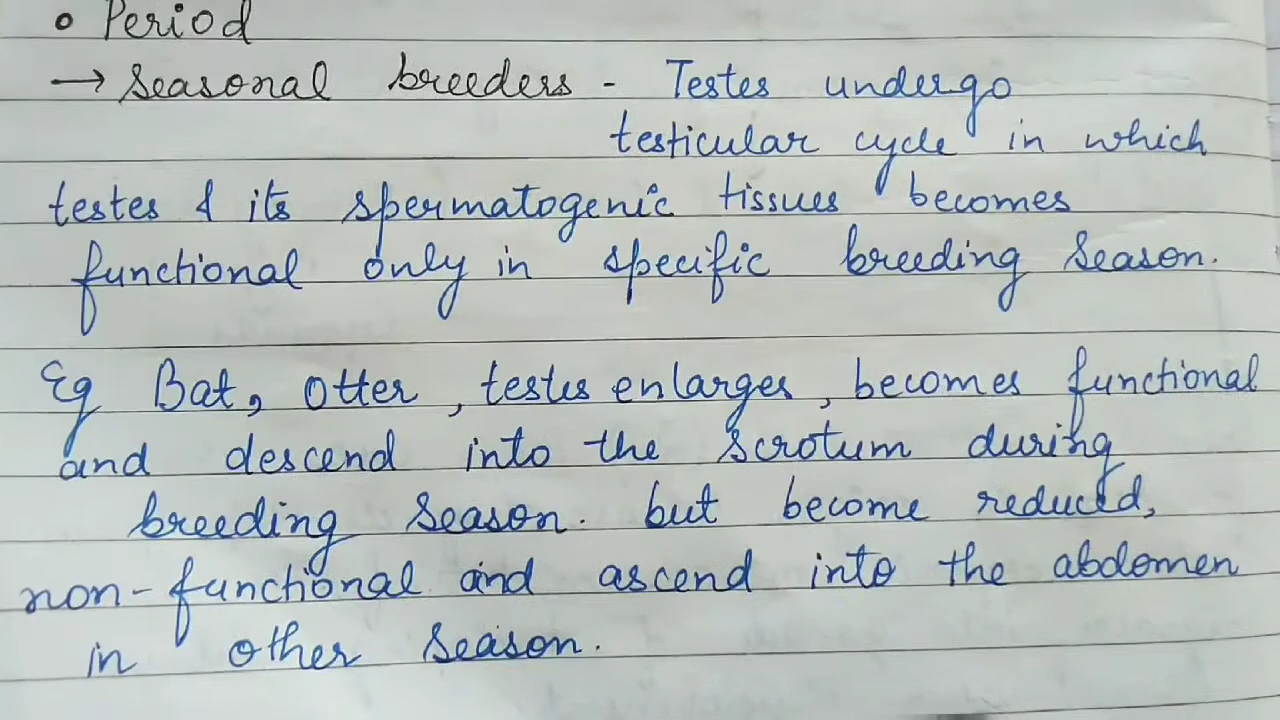 • Period
→ Seasonal breeders - Testes undergo
testicular cycle in which
testes & its spermatogenic tissues becomes
functional only in specific breeding season.
Eg Bat, Otter, testes enlarges, becomes functional
and descend into the scrotum during
breeding season. but become reduced,
non-functional and ascend into the abdomen
in other season.